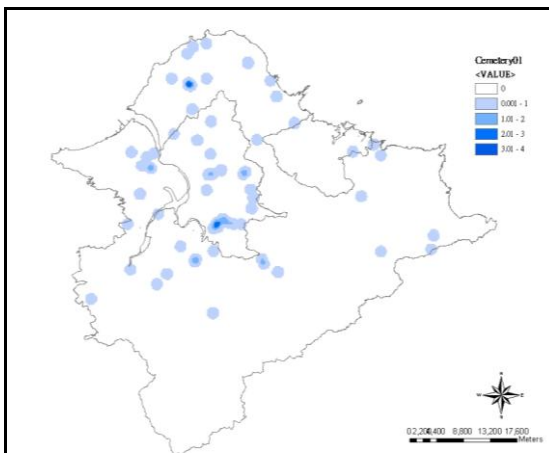 Cemetery01
<VALUE>
0
0.001 - 1
1.01 - 2
2.01 - 3
3.01 - 4
N
W
E
S
8,800 13,200 17,600
Meters